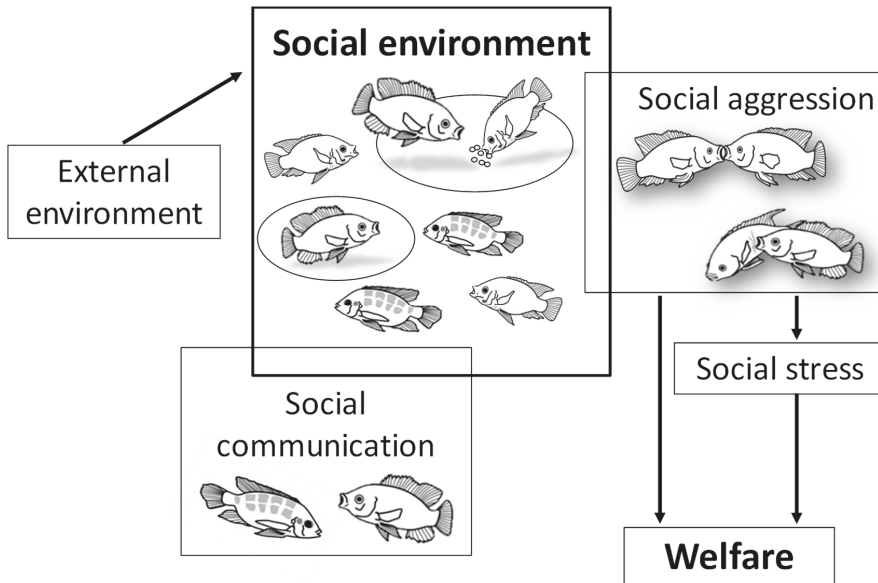 Social environment
Social aggression
External
environment
Social stress
Social
communication
Welfare